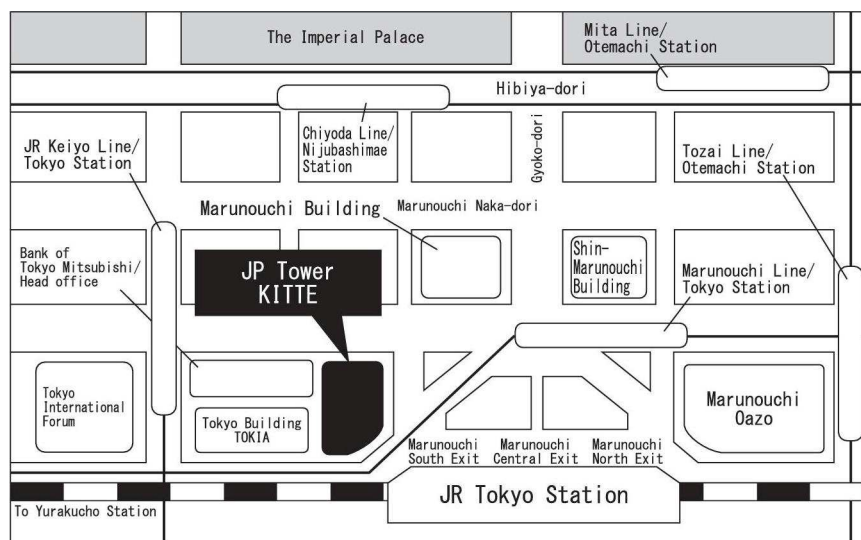 The Imperial Palace
Mita Line/
Otemachi Station
Hibiya-dori
JR Keiyo Line/
Tokyo Station
Chiyoda Line/
Nijubashimae
Station
Gyoko-dori
Tozai Line/
Otemachi Station
Marunouchi Building
Marunouchi Naka-dori
Bank of
Tokyo Mitsubishi/
Head office
JP Tower
KITTE
Shin-
Marunouchi
Building
Marunouchi Line/
Tokyo Station
Tokyo
International
Forum
Tokyo Building
TOKIA
Marunouchi
South Exit
Marunouchi
Central Exit
Marunouchi
North Exit
Marunouchi
Oazo
JR Tokyo Station
To Yurakucho Station